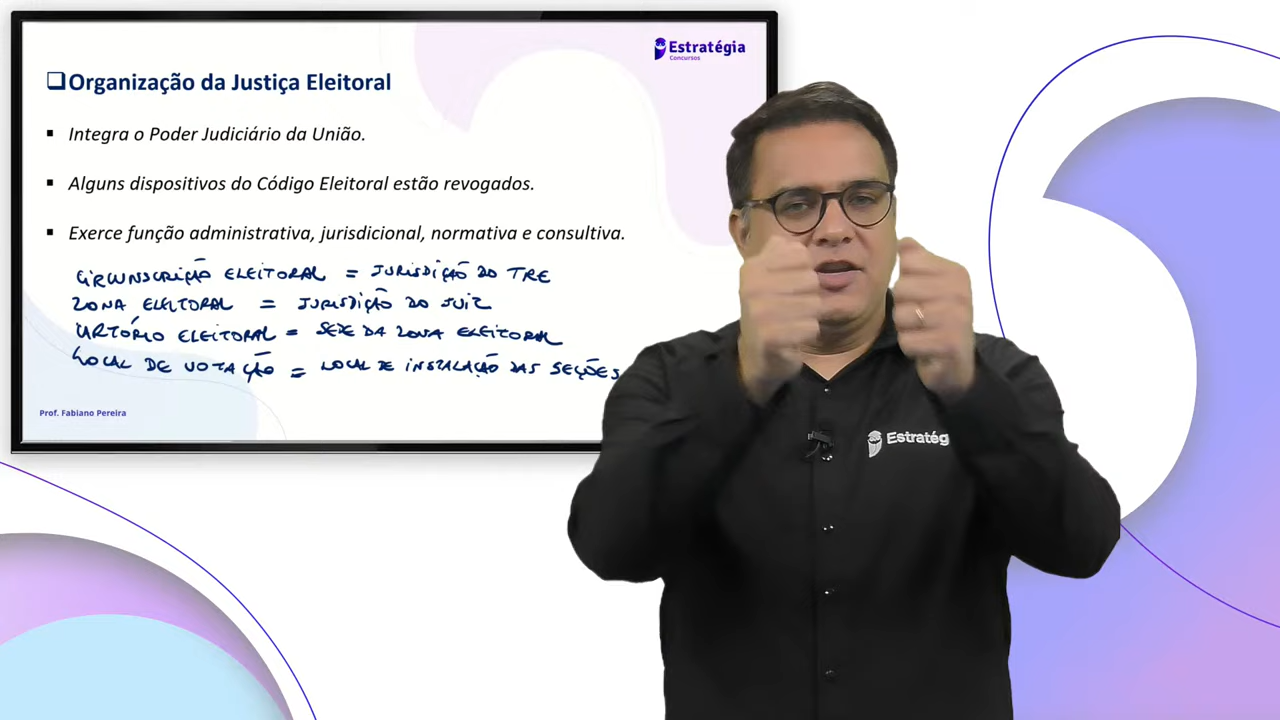 Estratégia
Concursos
Organização da Justiça Eleitoral
Integra o Poder Judiciário da União.
Alguns dispositivos do Código Eleitoral estão revogados.
Exerce função administrativa, jurisdicional, normativa e consultiva.
CIRCUNSCRIÇÃO ELEITORAL = JURISDIÇÃO DO TRE
ZONA ELEITORAL = JURISDIÇÃO DO JUIZ
CARTÓRIO ELEITORAL = SEDE DA ZONA ELEITORAL
LOCAL DE VOTAÇÃO = LOCAL DE INSTALAÇÃO DAS SEÇÕES
Prof. Fabiano Pereira
Estratég